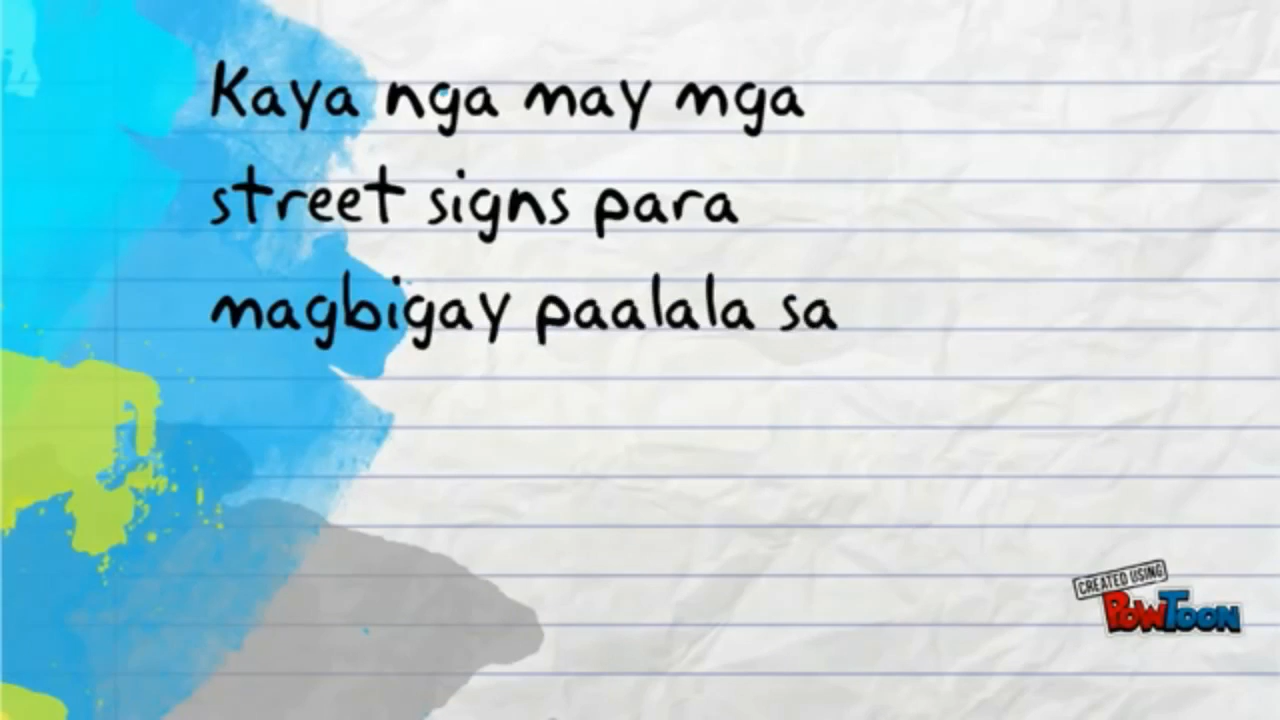 Kaya nga may mga
street signs para
magbigay paalala sa
CREATED USING
POWTOON